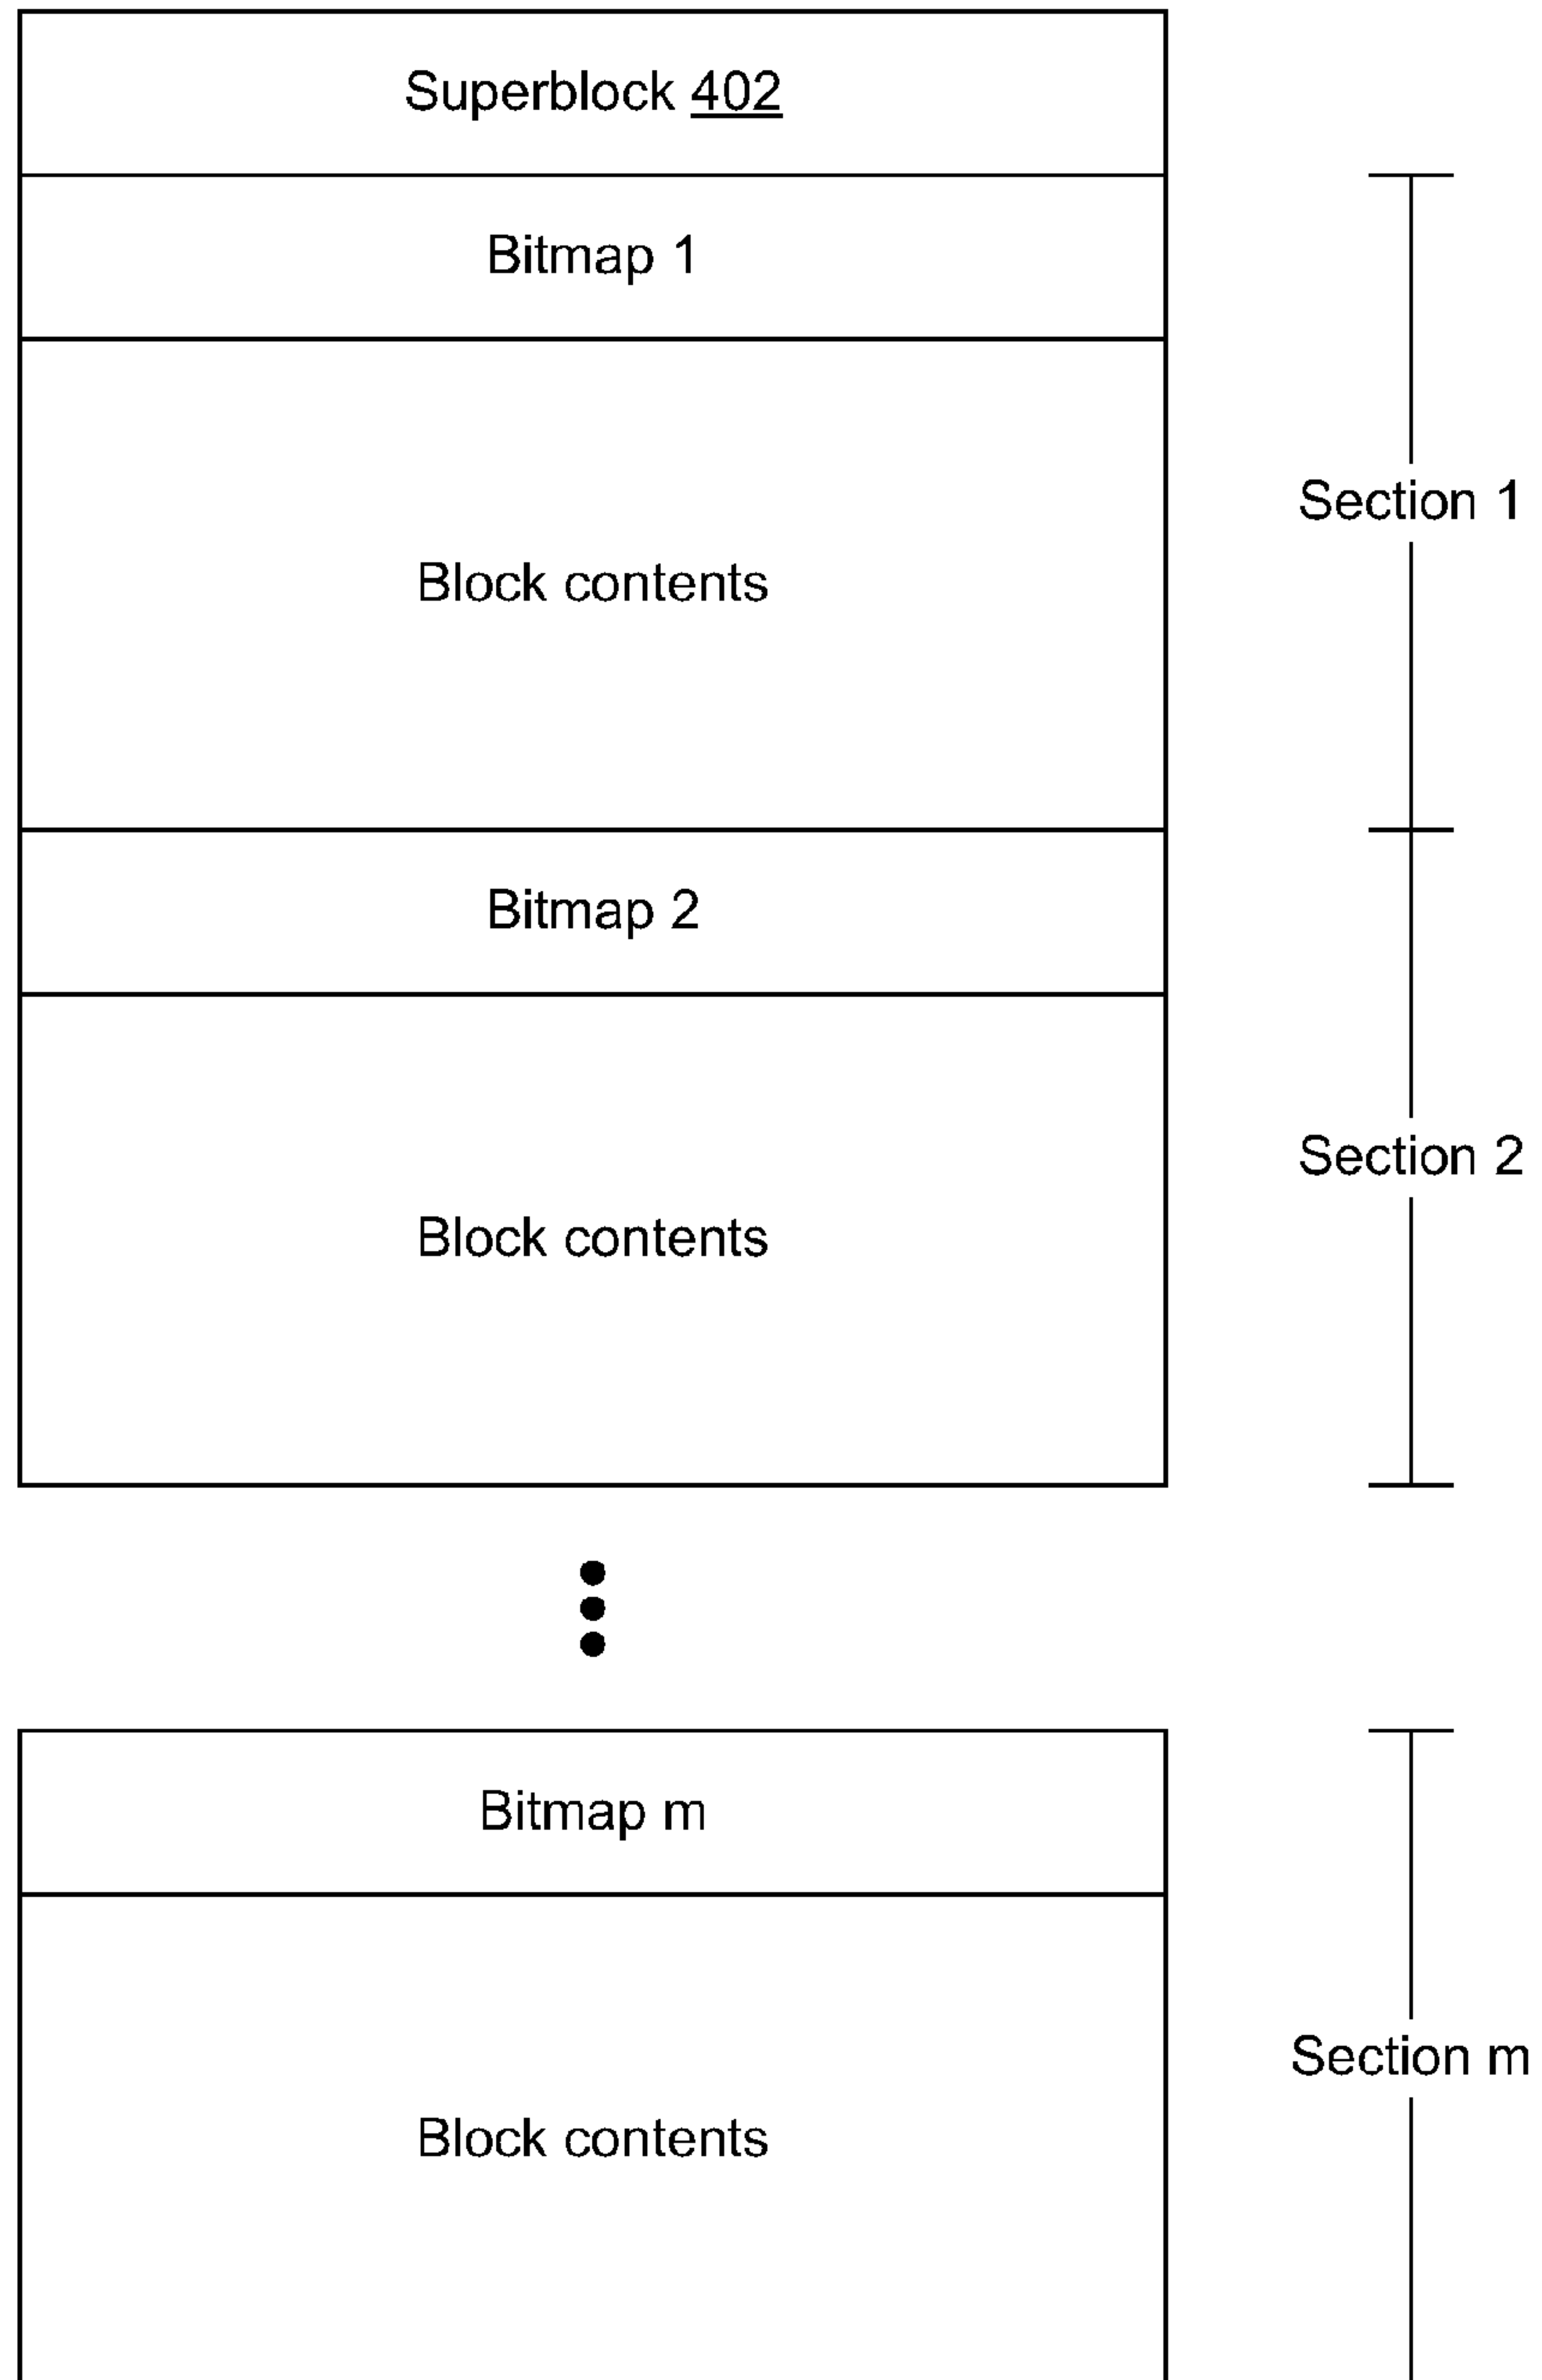 Superblock 402
Bitmap 1
Block contents
Section 1
Bitmap 2
Block contents
Section 2
Bitmap m
Block contents
Section m